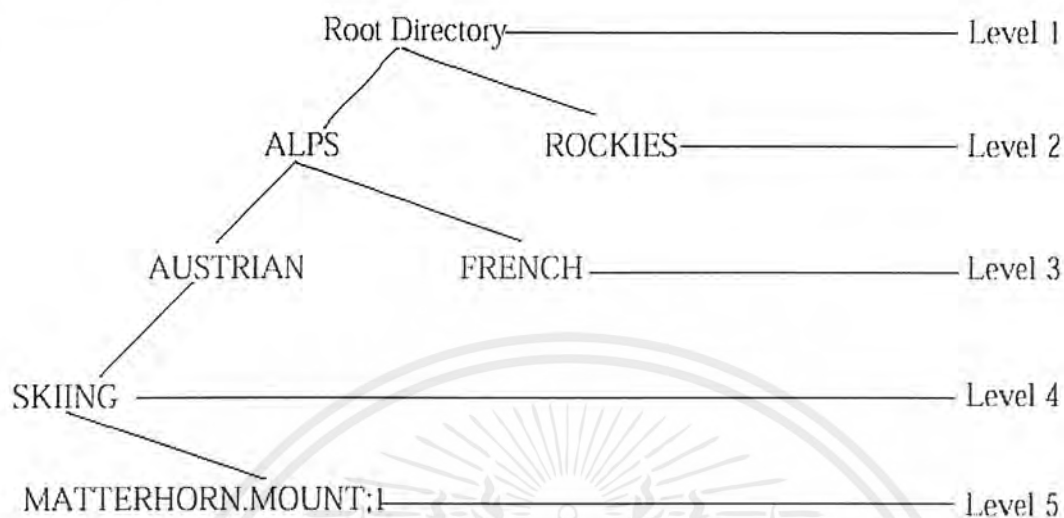 Root Directory Level 1
ALPS ROCKIES Level 2
AUSTRIAN FRENCH Level 3
SKIING Level 4
MATTERHORN.MOUNT;1 Level 5